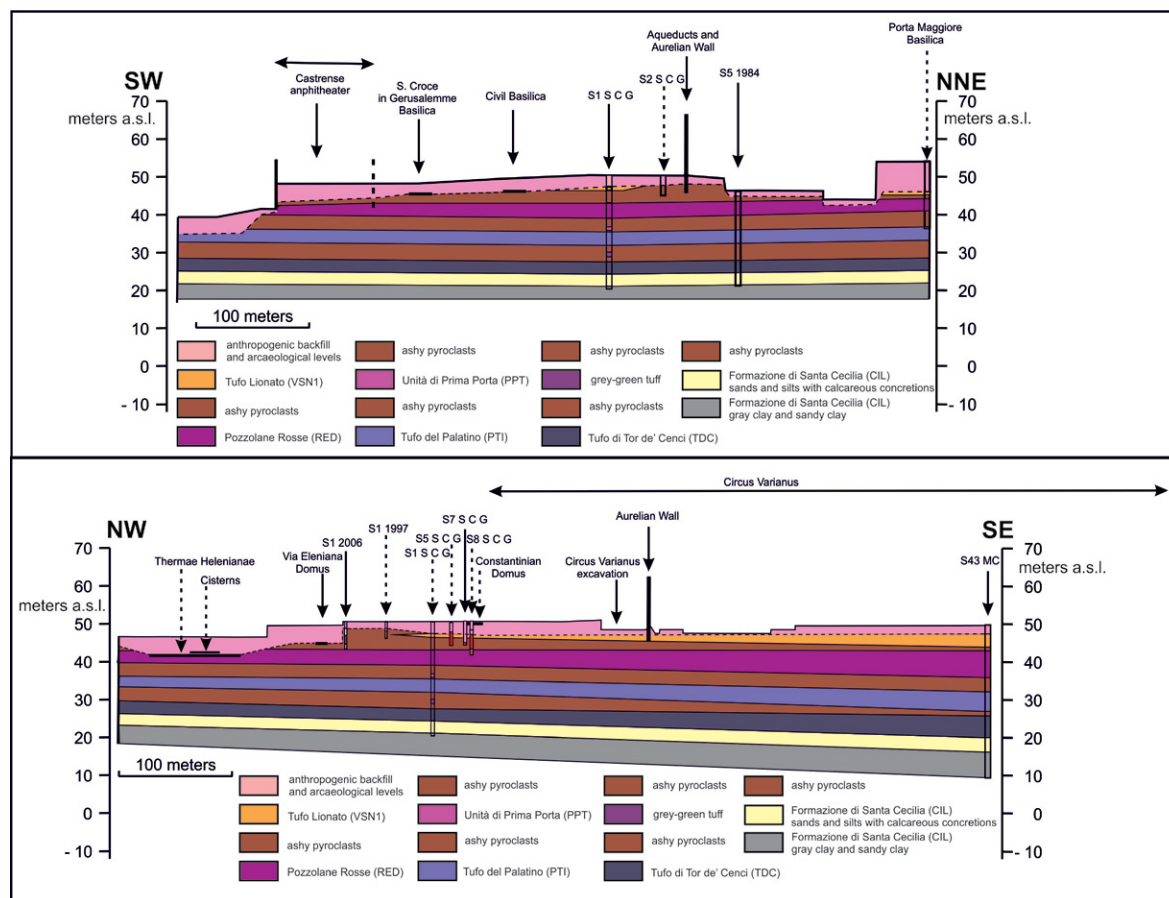 SW
NNE
Castrense
anphitheater
S. Croce
in Gerusalemme
Basilica
Civil Basilica
S1 S C G
S2 S C G
Aqueducts and
Aurelian Wall
S5 1984
Porta Maggiore
Basilica
70
meters a.s.l.
60
50
40
30
20
10
0
- 10
70
meters a.s.l.
60
50
40
30
20
10
0
- 10
100 meters
anthropogenic backfill
and arcaeological levels
Tufo Lionato (VSN1)
ashy pyroclasts
Pozzolane Rosse (RED)
ashy pyroclasts
Unità di Prima Porta (PPT)
ashy pyroclasts
Tufo del Palatino (PTI)
ashy pyroclasts
grey-green tuff
ashy pyroclasts
Tufo di Tor de' Cenci (TDC)
ashy pyroclasts
Formazione di Santa Cecilia (CIL)
sands and silts with calcareous concretions
Formazione di Santa Cecilia (CIL)
gray clay and sandy clay
Circus Varianus
NW
SE
Thermae Helenianae
Cisterns
Via Eleniana
Domus
S1 2006
S1 1997
S1 S C G
S5 S C G
S7 S C G
S8 S C G
Constantinian
Domus
Circus Varianus
excavation
Aurelian Wall
S43 MC
70
60
meters a.s.l.
50
40
30
20
10
0
- 10
70
meters a.s.l.
60
50
40
30
20
10
0
- 10
100 meters
anthropogenic backfill
and arcaeological levels
Tufo Lionato (VSN1)
ashy pyroclasts
Pozzolane Rosse (RED)
ashy pyroclasts
Unità di Prima Porta (PPT)
ashy pyroclasts
Tufo del Palatino (PTI)
ashy pyroclasts
grey-green tuff
ashy pyroclasts
Tufo di Tor de' Cenci (TDC)
ashy pyroclasts
Formazione di Santa Cecilia (CIL)
sands and silts with calcareous concretions
Formazione di Santa Cecilia (CIL)
gray clay and sandy clay